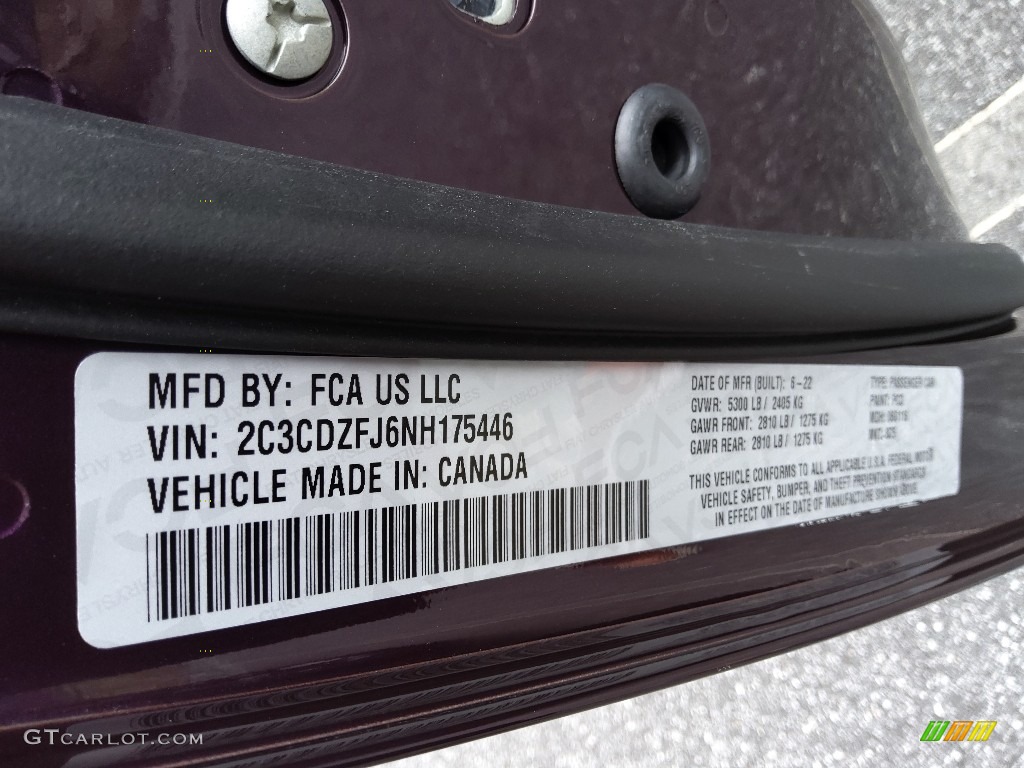 MFD BY: FCA US LLC
VIN: 2C3CDZFJ6NH175446
VEHICLE MADE IN: CANADA
DATE OF MFR (BUILT): 6-22
GVWR: 5300 LB / 2405 KG
GAWR FRONT: 2810 LB / 1275 KG
GAWR REAR: 2810 LB / 1275 KG
TYPE: PASSENGER CAR
PAINT:
MDH:
THIS VEHICLE CONFORMS TO ALL APPLICABLE U.S.A. FEDERAL MOTOR
VEHICLE SAFETY, BUMPER, AND THEFT PREVENTION STANDARDS
IN EFFECT ON THE DATE OF MANUFACTURE SHOWN ABOVE.
GTCARLOT.COM